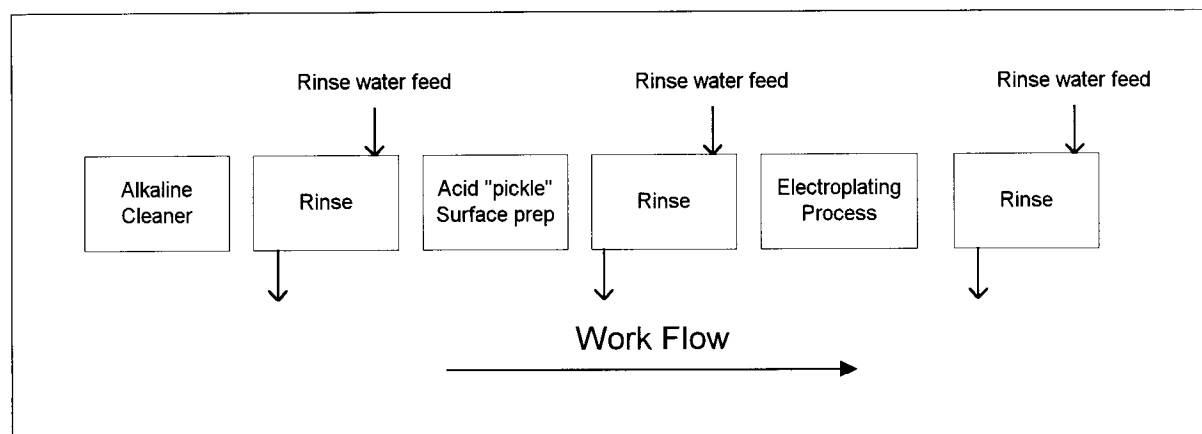 Rinse water feed
Rinse water feed
Rinse water feed
Alkaline
Cleaner
Rinse
Acid "pickle"
Surface prep
Rinse
Electroplating
Process
Rinse
Work Flow